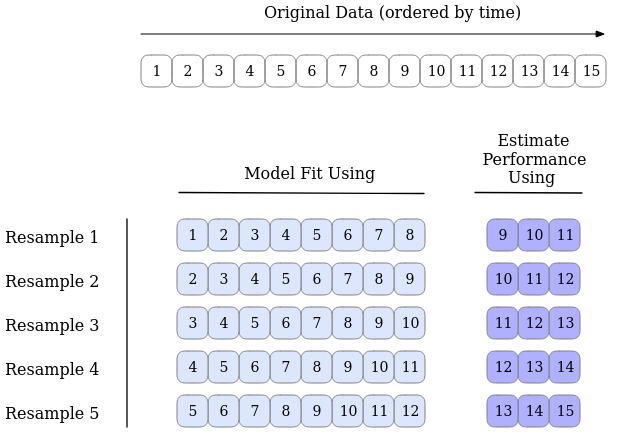 Original Data (ordered by time)
1 2 3 4 5 6 7 8 9 10 11 12 13 14 15
Model Fit Using
Estimate
Performance
Using
Resample 1 1 2 3 4 5 6 7 8 9 10 11
Resample 2 2 3 4 5 6 7 8 9 10 11 12
Resample 3 3 4 5 6 7 8 9 10 11 12 13
Resample 4 4 5 6 7 8 9 10 11 12 13 14
Resample 5 5 6 7 8 9 10 11 12 13 14 15